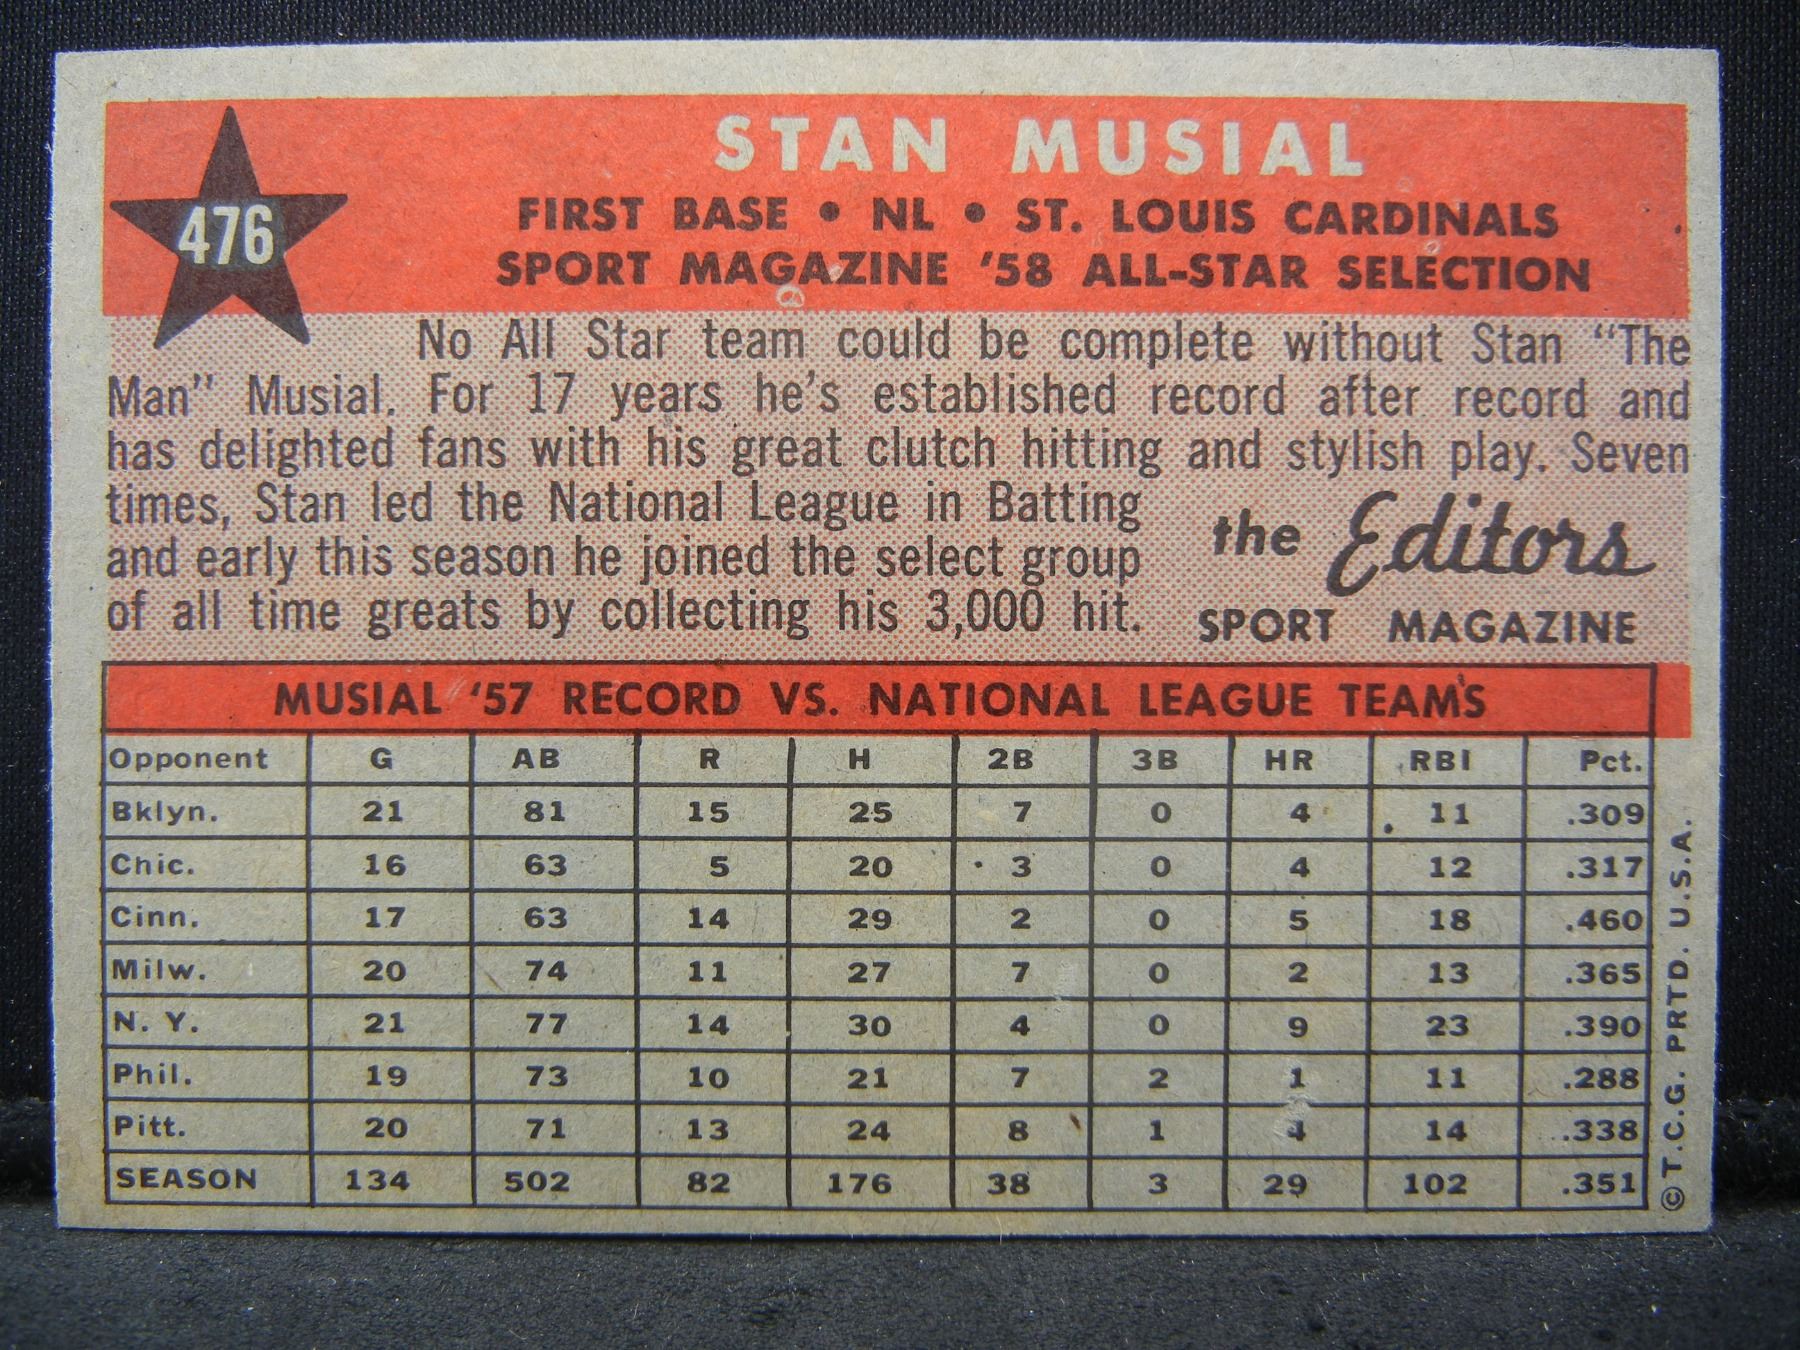 476
STAN MUSIAL
FIRST BASE • NL • ST. LOUIS CARDINALS
SPORT MAGAZINE '58 ALL-STAR SELECTION
No All Star team could be complete without Stan "The
Man" Musial. For 17 years he's established record after record and
has delighted fans with his great clutch hitting and stylish play. Seven
times, Stan led the National League in Batting
and early this season he joined the select group
of all time greats by collecting his 3,000 hit.
the Editors
SPORT MAGAZINE
MUSIAL '57 RECORD VS. NATIONAL LEAGUE TEAM'S
Opponent G AB R H 2B 3B HR RBI Pct.
Bklyn. 21 81 15 25 7 0 4 11 .309
Chic. 16 63 5 20 3 0 4 12 .317
Cinn. 17 63 14 29 2 0 5 18 .460
Milw. 20 74 11 27 7 0 2 13 .365
N. Y. 21 77 14 30 4 0 9 23 .390
Phil. 19 73 10 21 7 2 1 11 .288
Pitt. 20 71 13 24 8 1 4 14 .338
SEASON 134 502 82 176 38 3 29 102 .351
© T.C.G. PRTD. U.S.A.